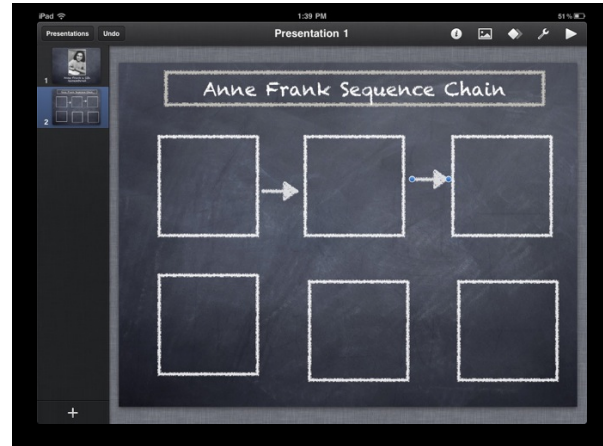 iPad 1:39 PM 51%
Presentations Undo Presentation 1
1
2
Anne Frank Sequence Chain
+